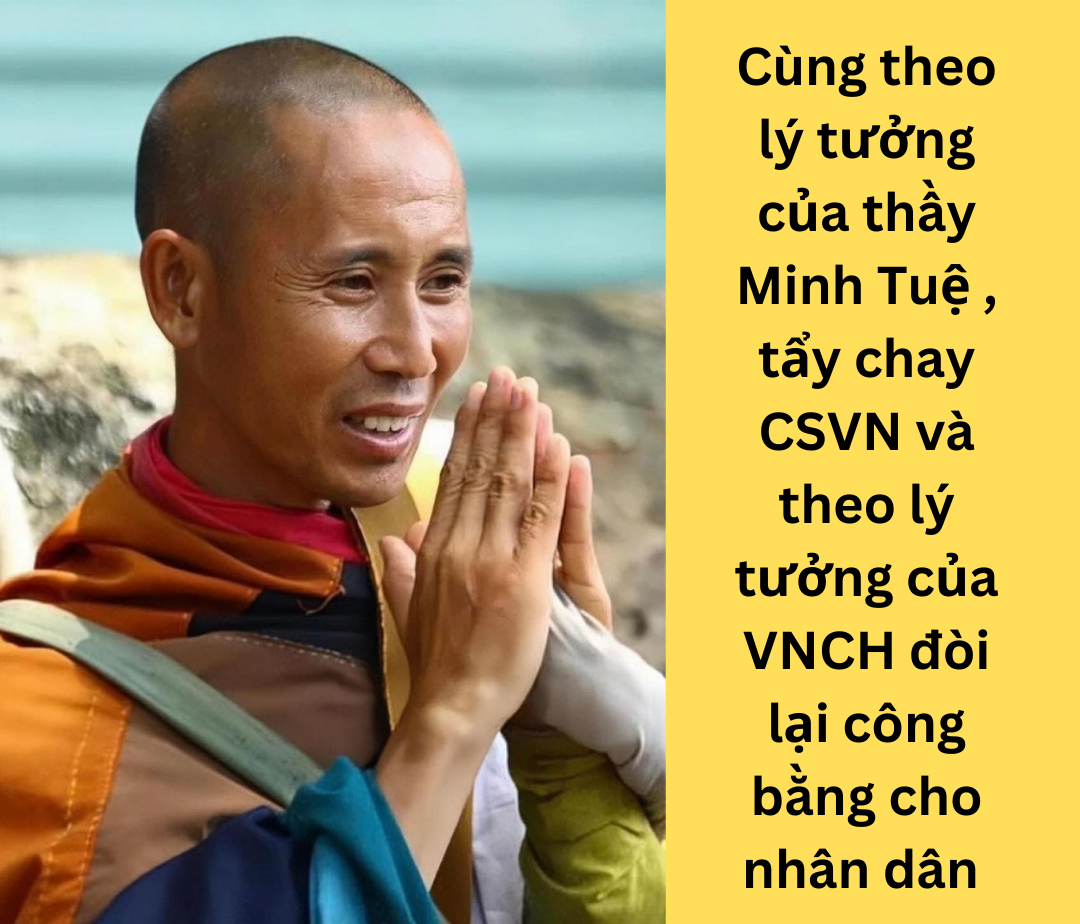 Cùng theo
lý tưởng
của thầy
Minh Tuệ ,
tẩy chay
CSVN và
theo lý
tưởng của
VNCH đòi
lại công
bằng cho
nhân dân